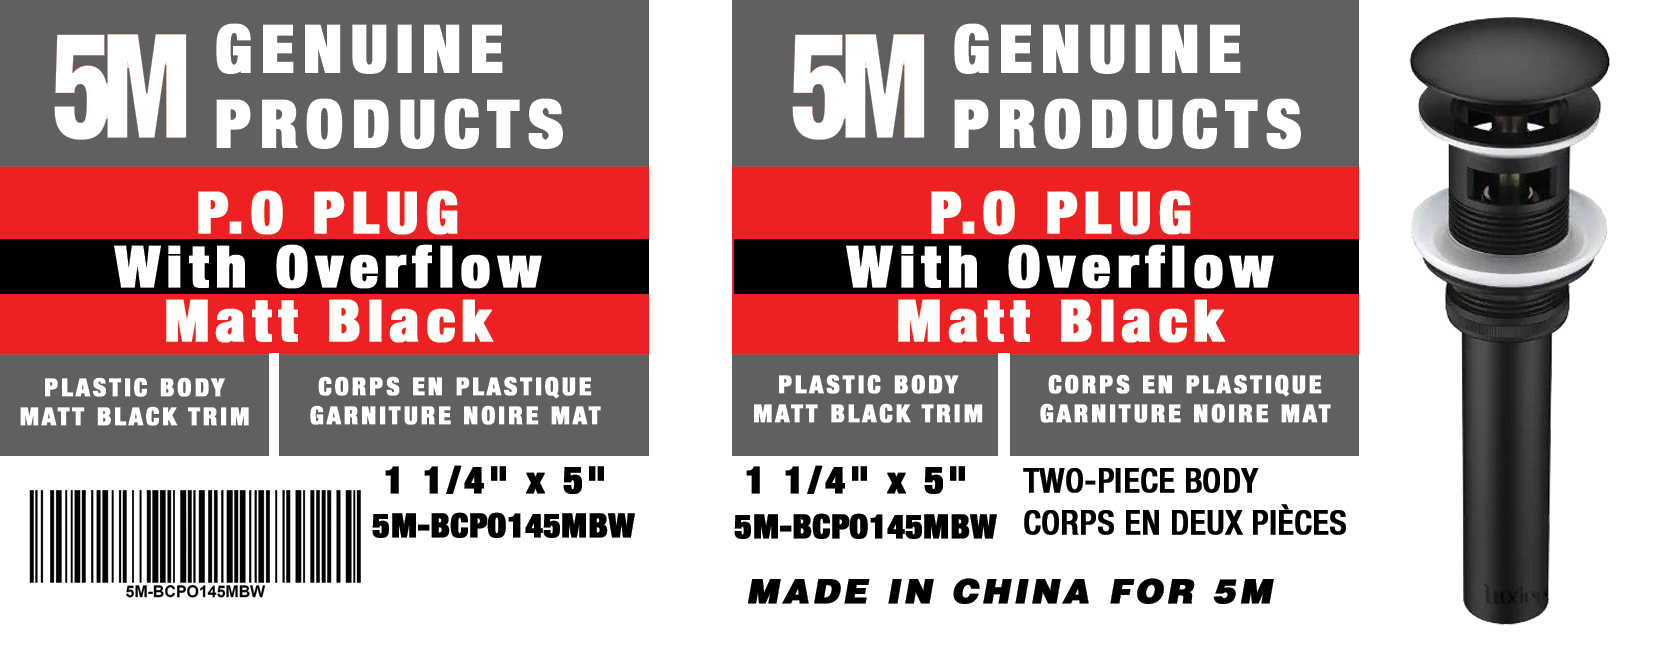 5M GENUINE
PRODUCTS
P.O PLUG
With Overflow
Matt Black
PLASTIC BODY
MATT BLACK TRIM
CORPS EN PLASTIQUE
GARNITURE NOIRE MAT
1 1/4" x 5"
5M-BCPO145MBW
5M-BCPO145MBW
5M GENUINE
PRODUCTS
P.O PLUG
With Overflow
Matt Black
PLASTIC BODY
MATT BLACK TRIM
CORPS EN PLASTIQUE
GARNITURE NOIRE MAT
1 1/4" x 5"
5M-BCPO145MBW
TWO-PIECE BODY
CORPS EN DEUX PIÈCES
MADE IN CHINA FOR 5M